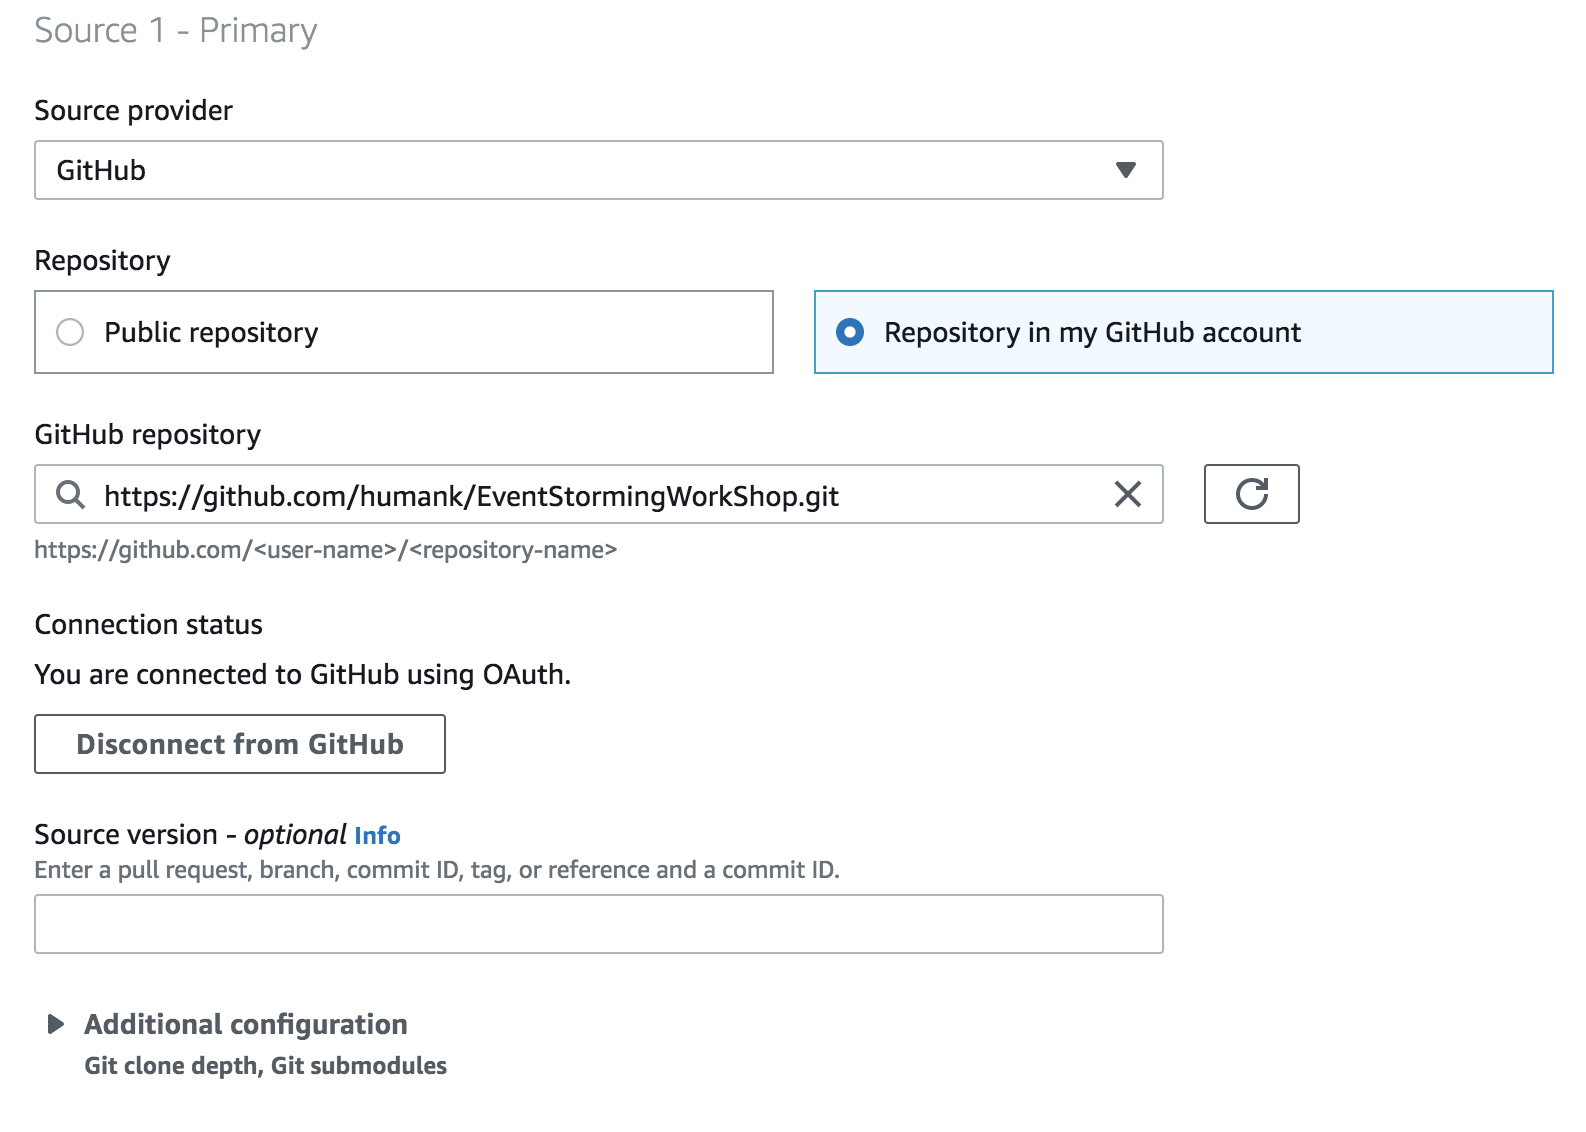 Source 1 - Primary
Source provider
GitHub
Repository
Public repository
Repository in my GitHub account
GitHub repository
https://github.com/humank/EventStormingWorkShop.git
https://github.com/<user-name>/<repository-name>
Connection status
You are connected to GitHub using OAuth.
Disconnect from GitHub
Source version - optional Info
Enter a pull request, branch, commit ID, tag, or reference and a commit ID.
Additional configuration
Git clone depth, Git submodules